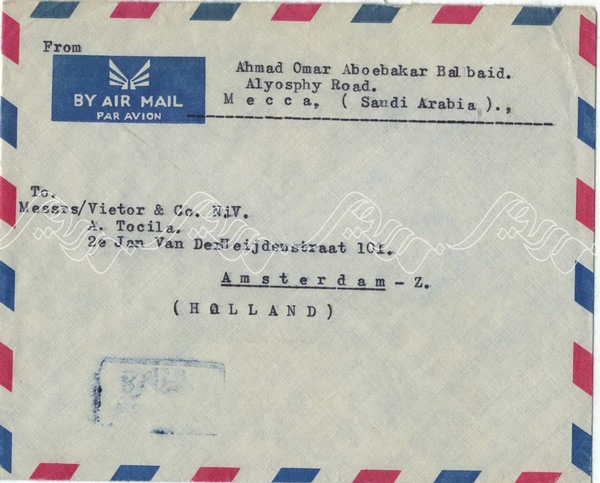 From
BY AIR MAIL
PAR AVION
Ahmad Omar Aboebakar Balbaid.
Alyosphy Road.
M e c c a, ( Saudi Arabia ).,
To.
Messrs/Vietor & Co. N.V.
A. Tocila.
2e Jan Van DerHeijdenstraat 101.
A m s t e r d a m - Z.
( H O L L A N D )